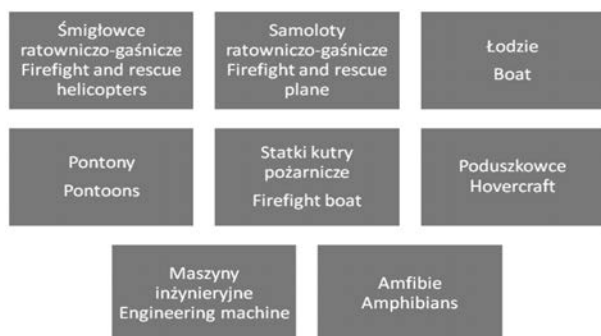 Śmigłowce
ratowniczo-gaśnicze
Firefight and rescue
helicopters
Samoloty
ratowniczo-gaśnicze
Firefight and rescue
plane
Łodzie
Boat
Pontony
Pontoons
Statki kutry
pożarnicze
Firefight boat
Poduszkowce
Hovercraft
Maszyny
inżynieryjne
Engineering machine
Amfibie
Amphibians